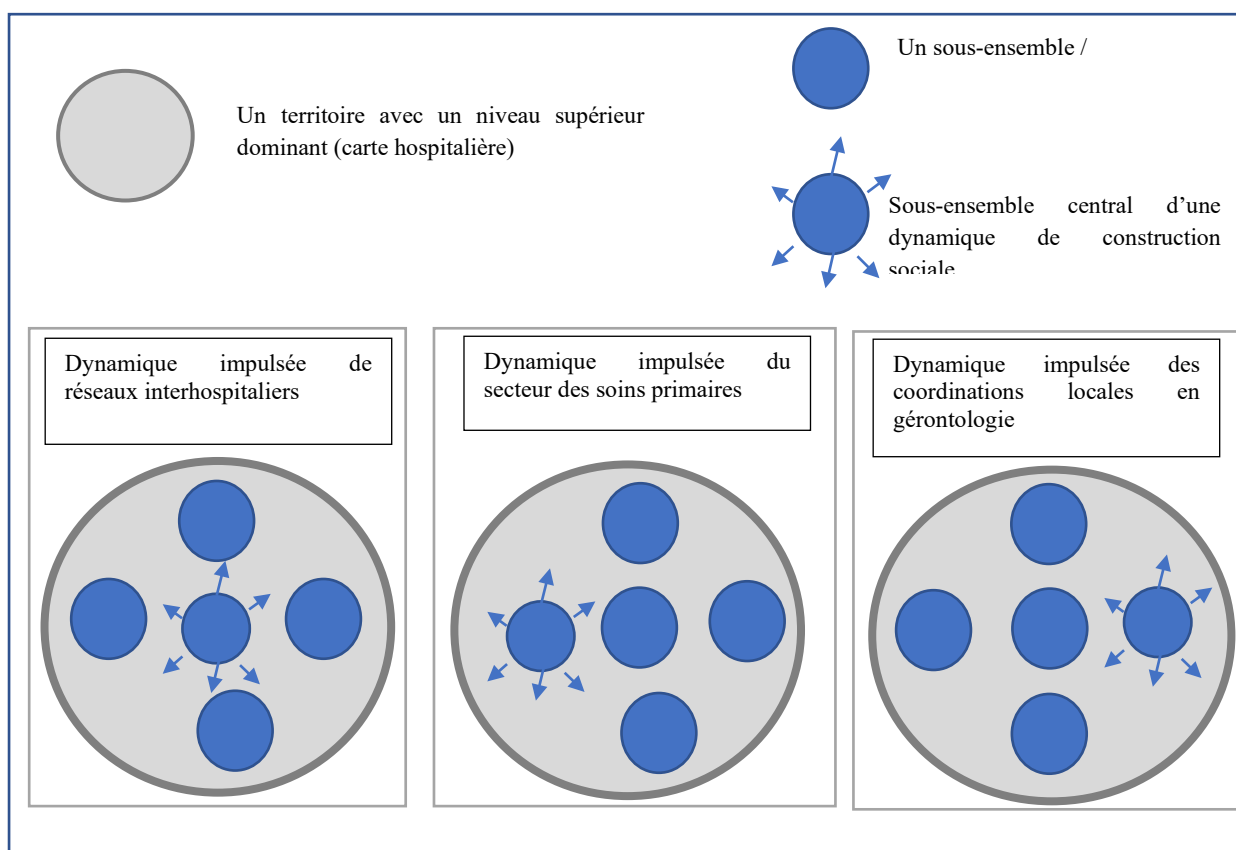 Un sous-ensemble /
Un territoire avec un niveau supérieur
dominant (carte hospitalière)
Sous-ensemble central d’une
dynamique de construction
sociale
Dynamique impulsée de
réseaux interhospitaliers
Dynamique impulsée du
secteur des soins primaires
Dynamique impulsée des
coordinations locales en
gérontologie